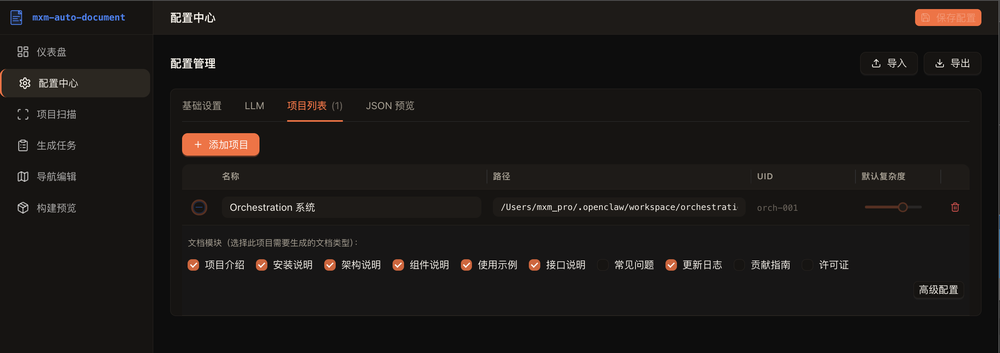 mxm-auto-document
仪表盘
配置中心
项目扫描
生成任务
导航编辑
构建预览
配置中心
保存配置
配置管理
导入
导出
基础设置
LLM
项目列表 (1)
JSON 预览
+ 添加项目
名称
路径
UID
默认复杂度
Orchestration 系统
/Users/mxm_pro/.openclaw/workspace/orchestrati
orch-001
文档模块（选择此项目需要生成的文档类型）：
项目介绍
安装说明
架构说明
组件说明
使用示例
接口说明
常见问题
更新日志
贡献指南
许可证
高级配置